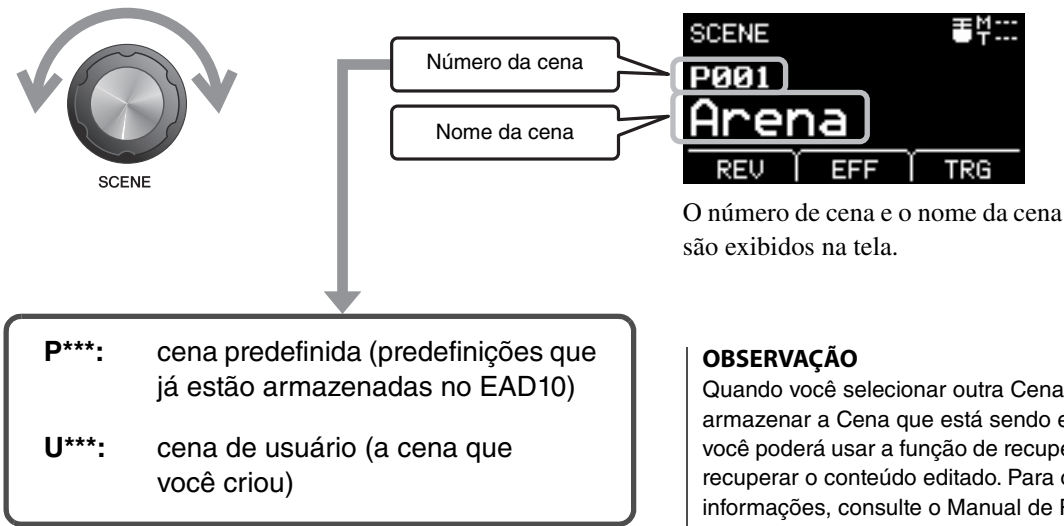 SCENE
Número da cena
Nome da cena
SCENE
M---
T---
P001
Arena
REV EFF TRG
O número de cena e o nome da cena
são exibidos na tela.
P***: cena predefinida (predefinições que
já estão armazenadas no EAD10)
U***: cena de usuário (a cena que
você criou)
OBSERVAÇÃO
Quando você selecionar outra Cena
armazenar a Cena que está sendo
você poderá usar a função de
recuperar o conteúdo editado. Para
informações, consulte o Manual de